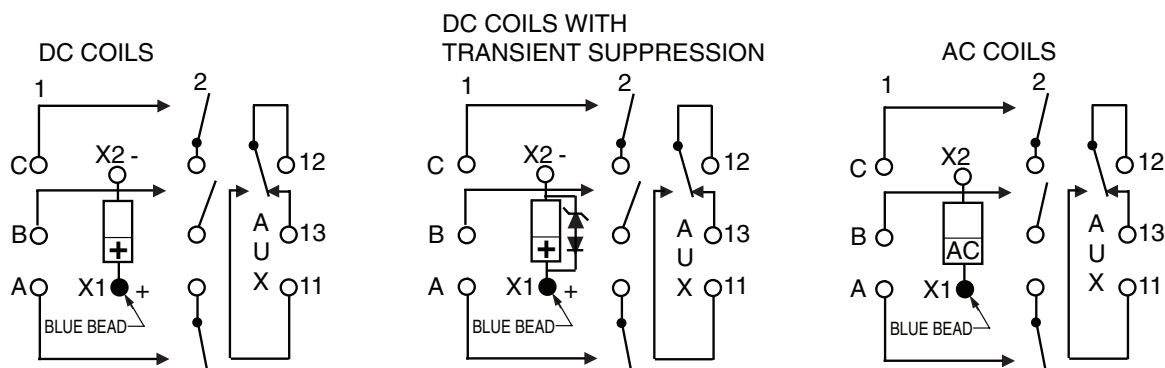 DC COILS
1
2
C
X2 -
12
B
A
U
X
13
A
X1
+
11
BLUE BEAD
+
DC COILS WITH
TRANSIENT SUPPRESSION
1
2
C
X2 -
12
B
A
U
X
13
A
X1
+
11
BLUE BEAD
+
AC COILS
1
2
C
X2
12
B
A
U
X
13
AC
A
X1
11
BLUE BEAD